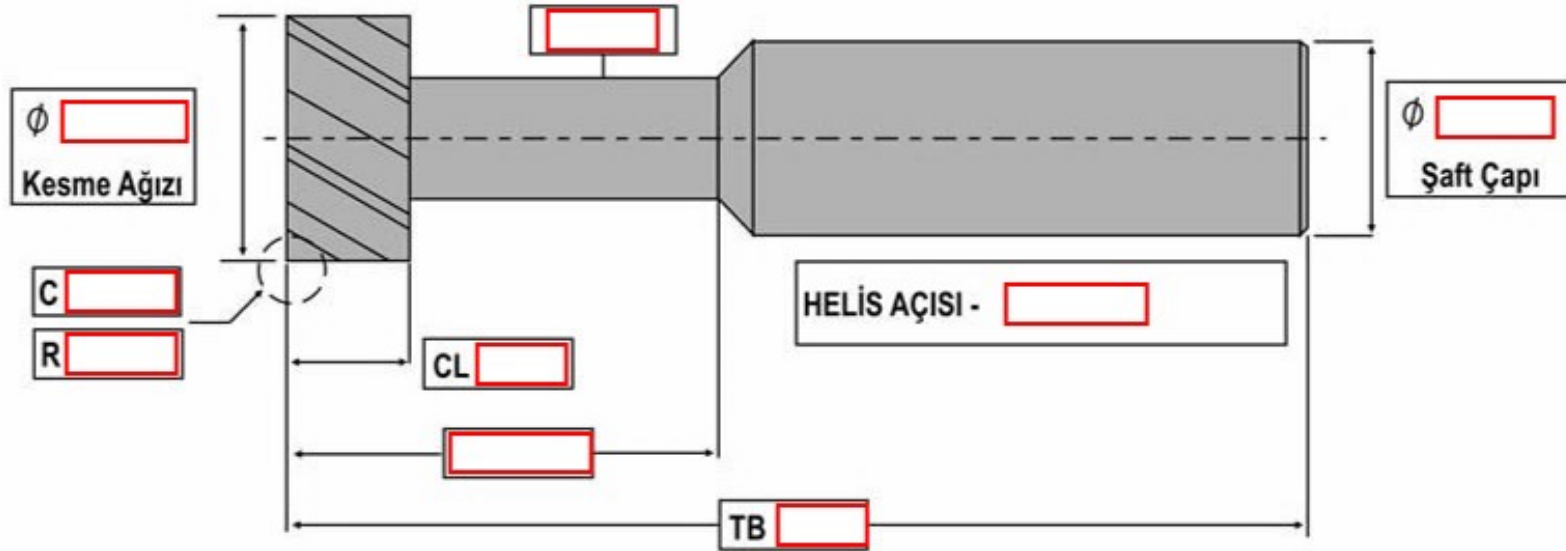 Ø
Kesme Ağızı
Ø
Şaft Çapı
C
R
HELİS AÇISI -
CL
TB